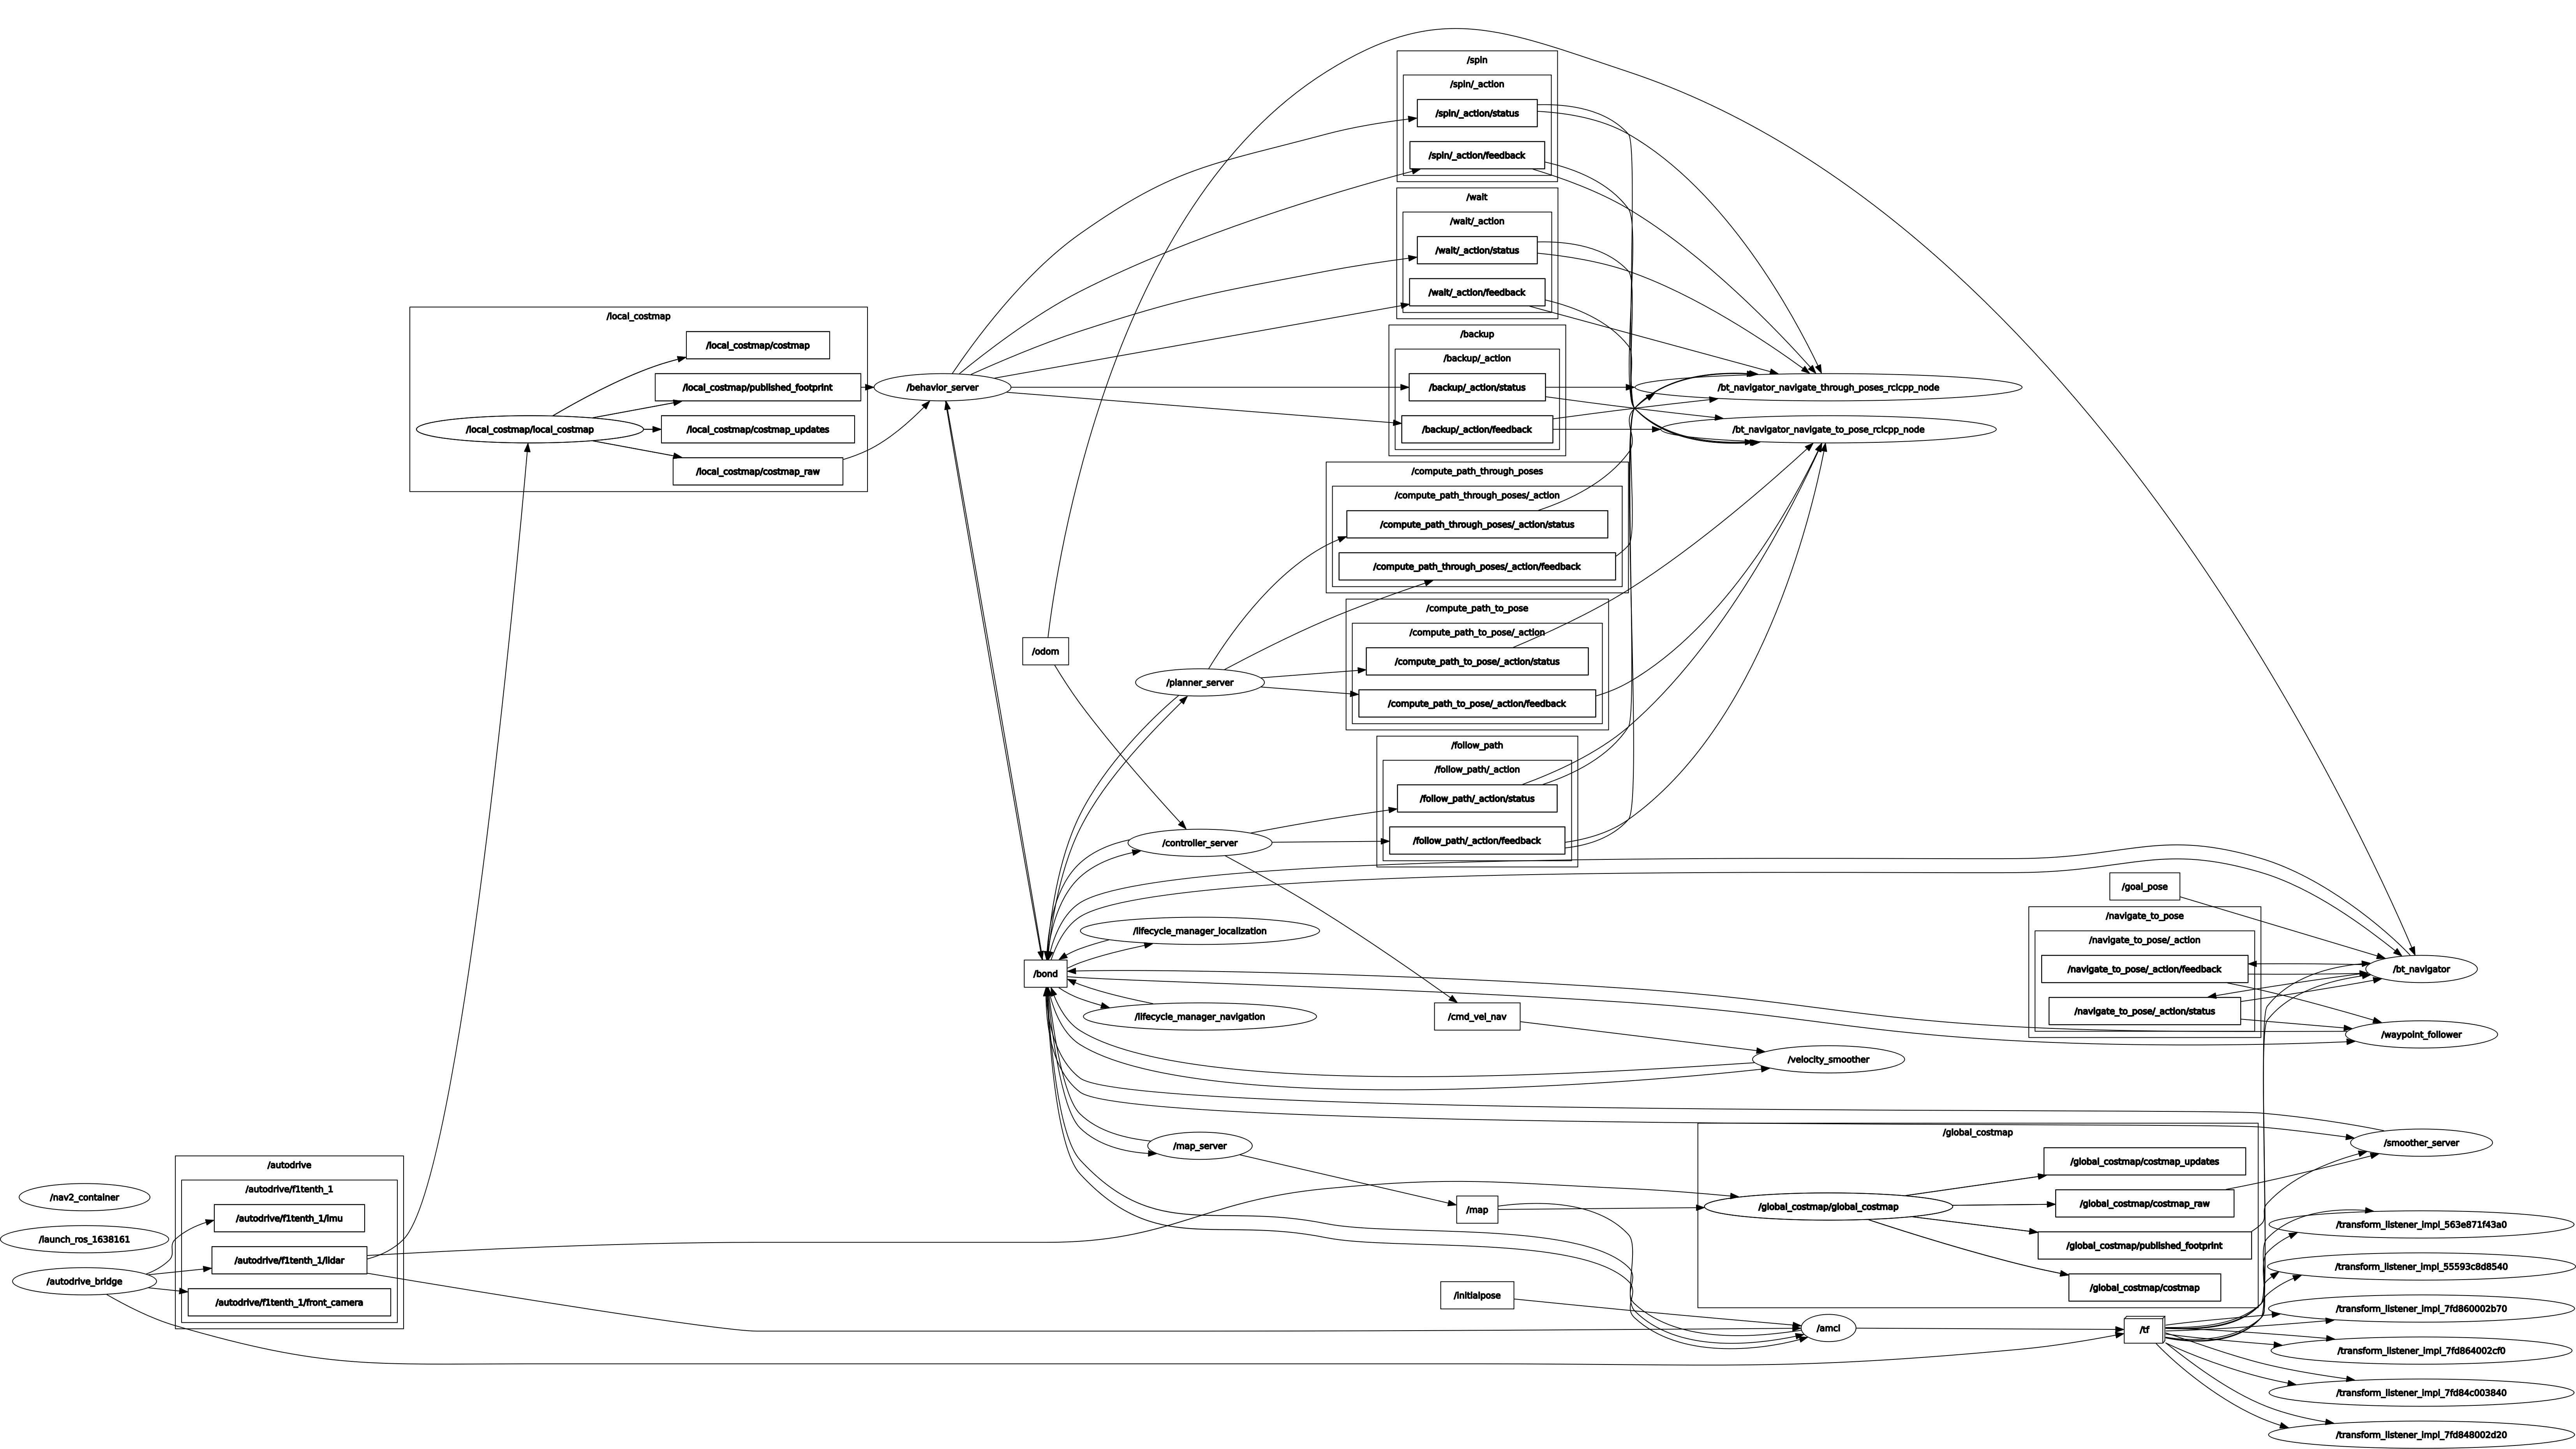 /spin
/spin/_action
/spin/_action/status
/spin/_action/feedback
/wait
/wait/_action
/wait/_action/status
/wait/_action/feedback
/backup
/backup/_action
/backup/_action/status
/backup/_action/feedback
/local_costmap
/local_costmap/costmap
/local_costmap/published_footprint
/local_costmap/local_costmap
/local_costmap/costmap_updates
/local_costmap/costmap_raw
/behavior_server
/bt_navigator_navigate_through_poses_rclcpp_node
/bt_navigator_navigate_to_pose_rclcpp_node
/compute_path_through_poses
/compute_path_through_poses/_action
/compute_path_through_poses/_action/status
/compute_path_through_poses/_action/feedback
/compute_path_to_pose
/compute_path_to_pose/_action
/compute_path_to_pose/_action/status
/compute_path_to_pose/_action/feedback
/odom
/planner_server
/follow_path
/follow_path/_action
/follow_path/_action/status
/follow_path/_action/feedback
/controller_server
/goal_pose
/navigate_to_pose
/navigate_to_pose/_action
/navigate_to_pose/_action/feedback
/navigate_to_pose/_action/status
/bt_navigator
/waypoint_follower
/lifecycle_manager_localization
/bond
/lifecycle_manager_navigation
/cmd_vel_nav
/velocity_smoother
/map_server
/map
/smoother_server
/global_costmap
/global_costmap/costmap_updates
/global_costmap/global_costmap
/global_costmap/costmap_raw
/global_costmap/published_footprint
/global_costmap/costmap
/nav2_container
/launch_ros_1638161
/autodrive_bridge
/autodrive
/autodrive/f1tenth_1
/autodrive/f1tenth_1/imu
/autodrive/f1tenth_1/lidar
/autodrive/f1tenth_1/front_camera
/initialpose
/amcl
/tf
/transform_listener_impl_563e871f43a0
/transform_listener_impl_55593c8d8540
/transform_listener_impl_7fd860002b70
/transform_listener_impl_7fd864002cf0
/transform_listener_impl_7fd84c003840
/transform_listener_impl_7fd848002d20